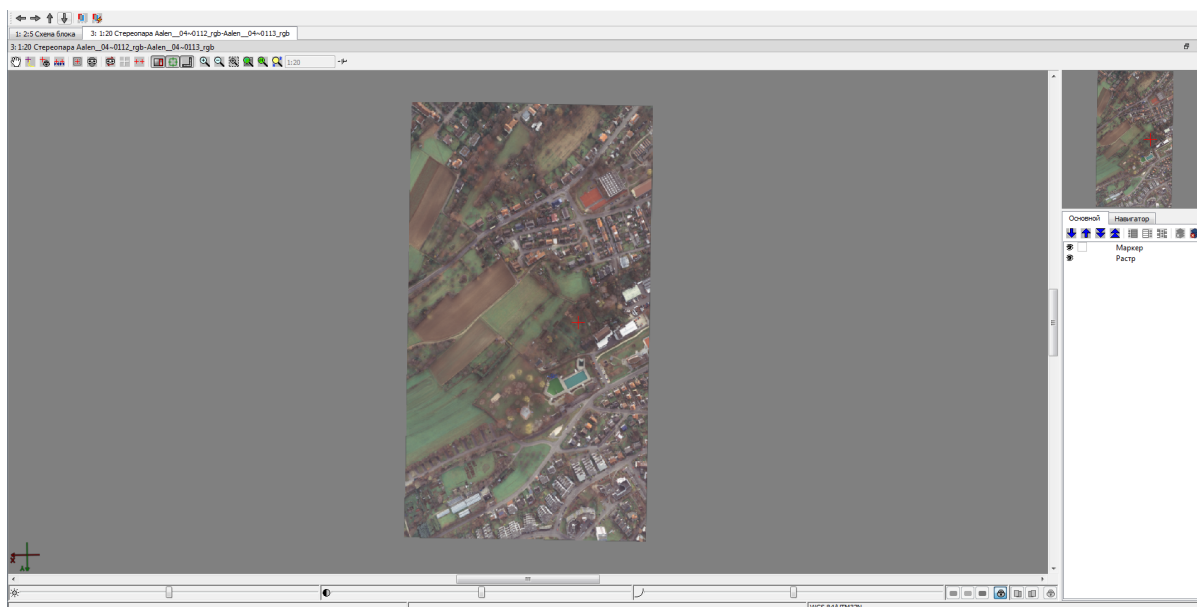 1: 2:5 Схема блока
3: 1:20 Стереопара Aalen__04~0112_rgb-Aalen__04~0113_rgb
3: 1:20 Стереопара Aalen__04~0112_rgb-Aalen__04~0113_rgb
1:20
Основной
Навигатор
Маркер
Растр
X